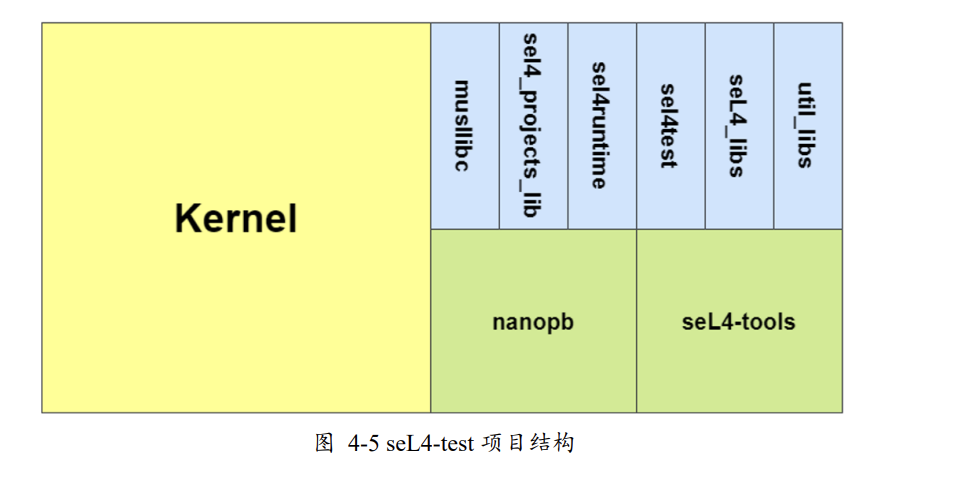 Kernel
musllibc
sel4_projects_lib
sel4runtime
sel4test
seL4_libs
util_libs
nanopb
seL4-tools
图 4-5 seL4-test 项目结构